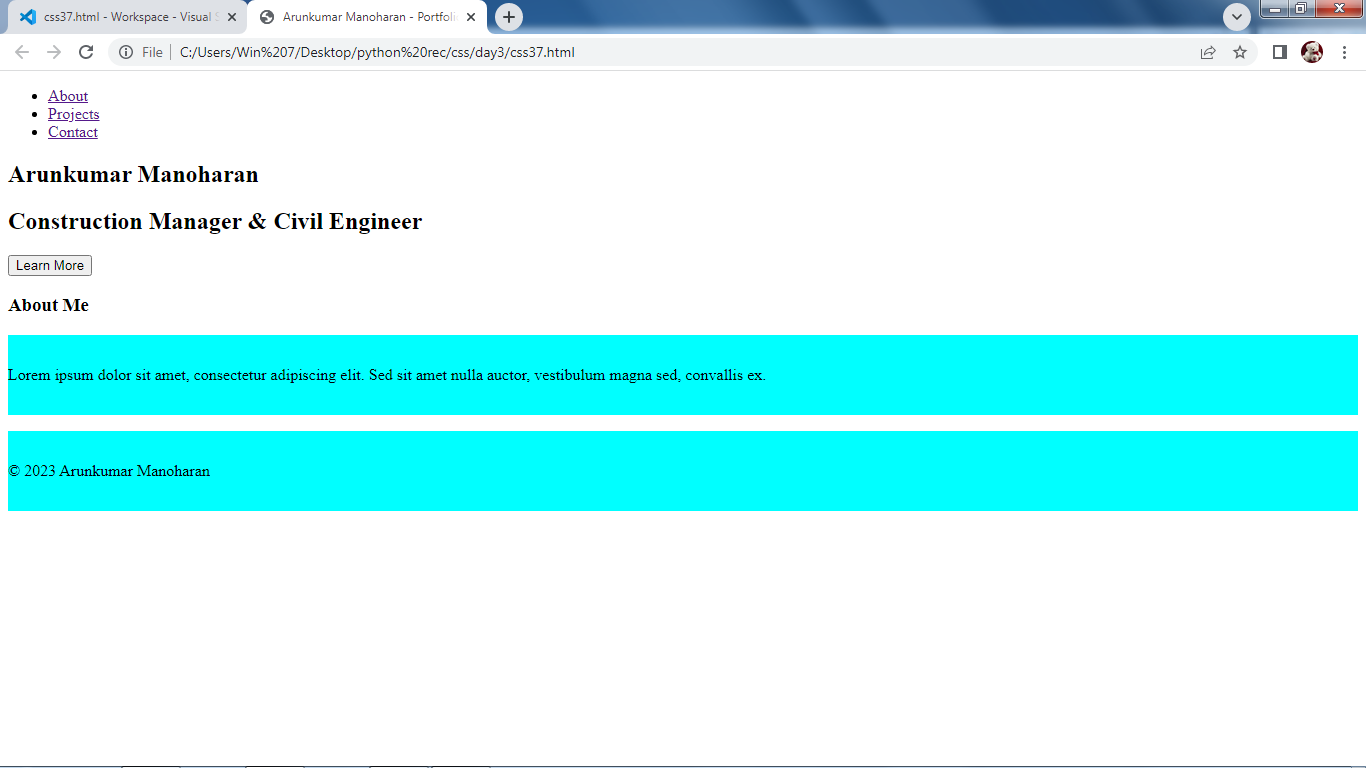 css37.html - Workspace - Visual S
Arunkumar Manoharan - Portfolio
File
C:/Users/Win%207/Desktop/python%20rec/css/day3/css37.html
About
Projects
Contact
Arunkumar Manoharan
Construction Manager & Civil Engineer
Learn More
About Me
Lorem ipsum dolor sit amet, consectetur adipiscing elit. Sed sit amet nulla auctor, vestibulum magna sed, convallis ex.
© 2023 Arunkumar Manoharan